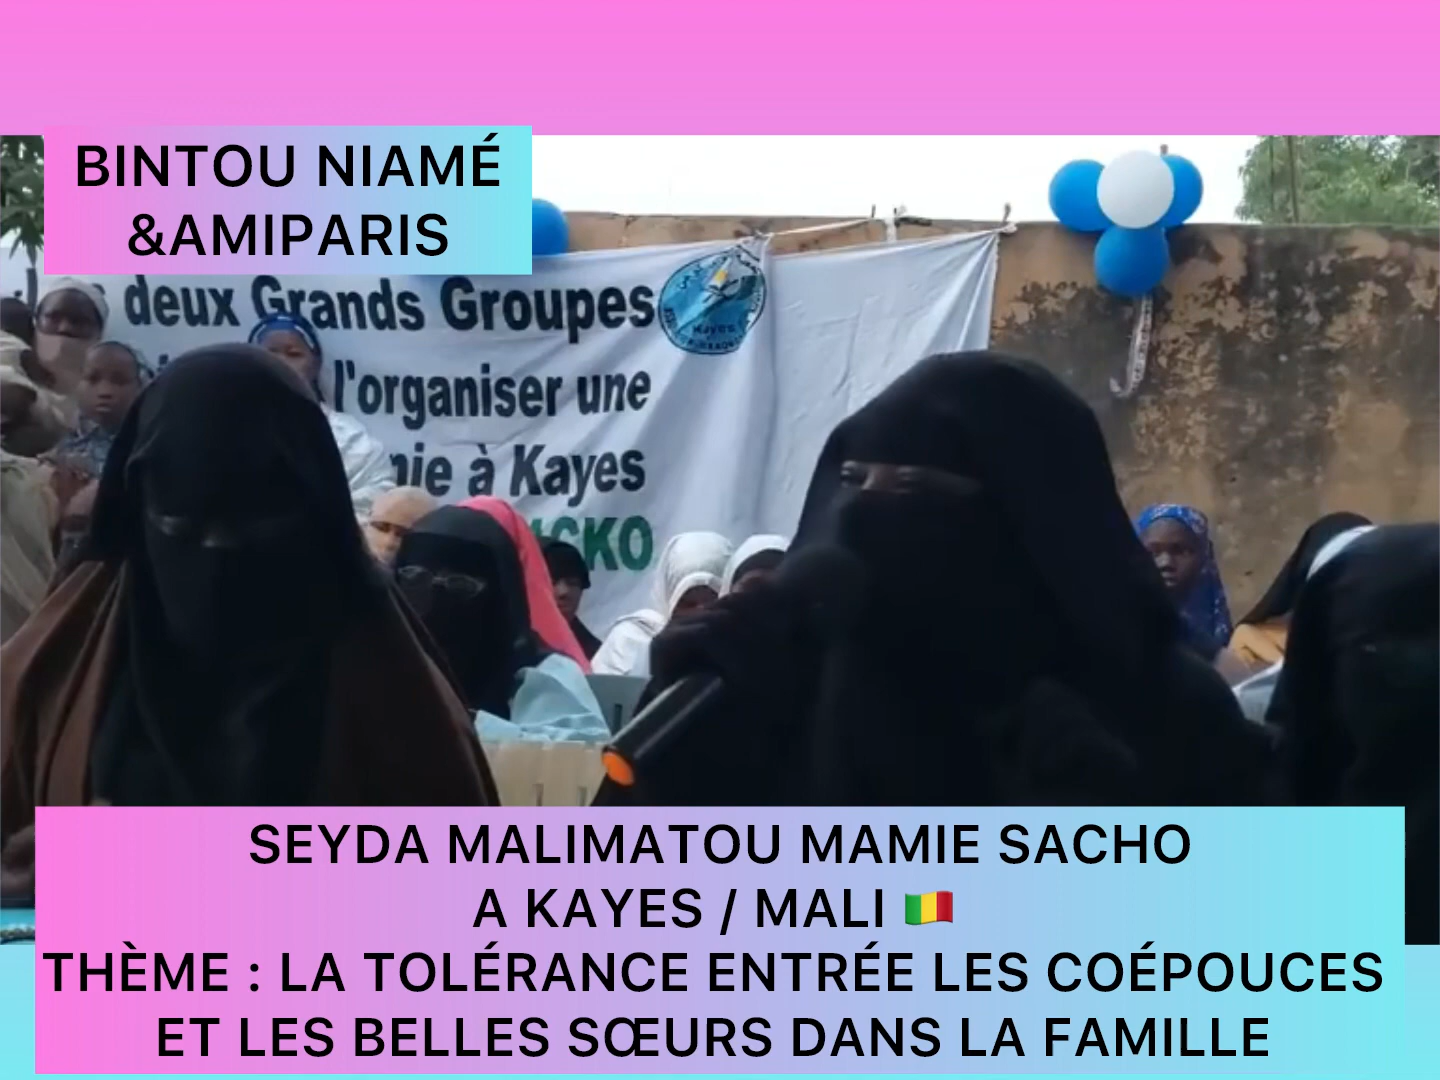 BINTOU NIAMÉ
&AMIPARIS
deux Grands Groupes
l'organiser une
à Kayes
Kayes
SEYDA MALIMATOU MAMIE SACHO
A KAYES / MALI 🇲🇱
THÈME : LA TOLÉRANCE ENTRÉE LES COÉPOUCES
ET LES BELLES SŒURS DANS LA FAMILLE